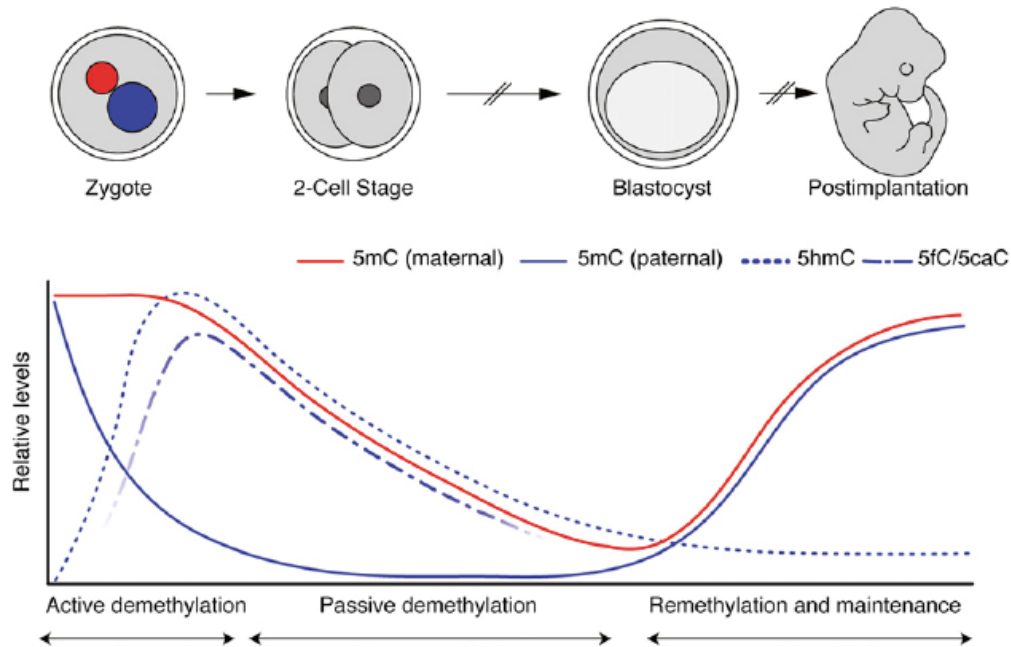 Zygote
2-Cell Stage
Blastocyst
Postimplantation
5mC (maternal)
5mC (paternal)
5hmC
5fC/5caC
Relative levels
Active demethylation
Passive demethylation
Remethylation and maintenance